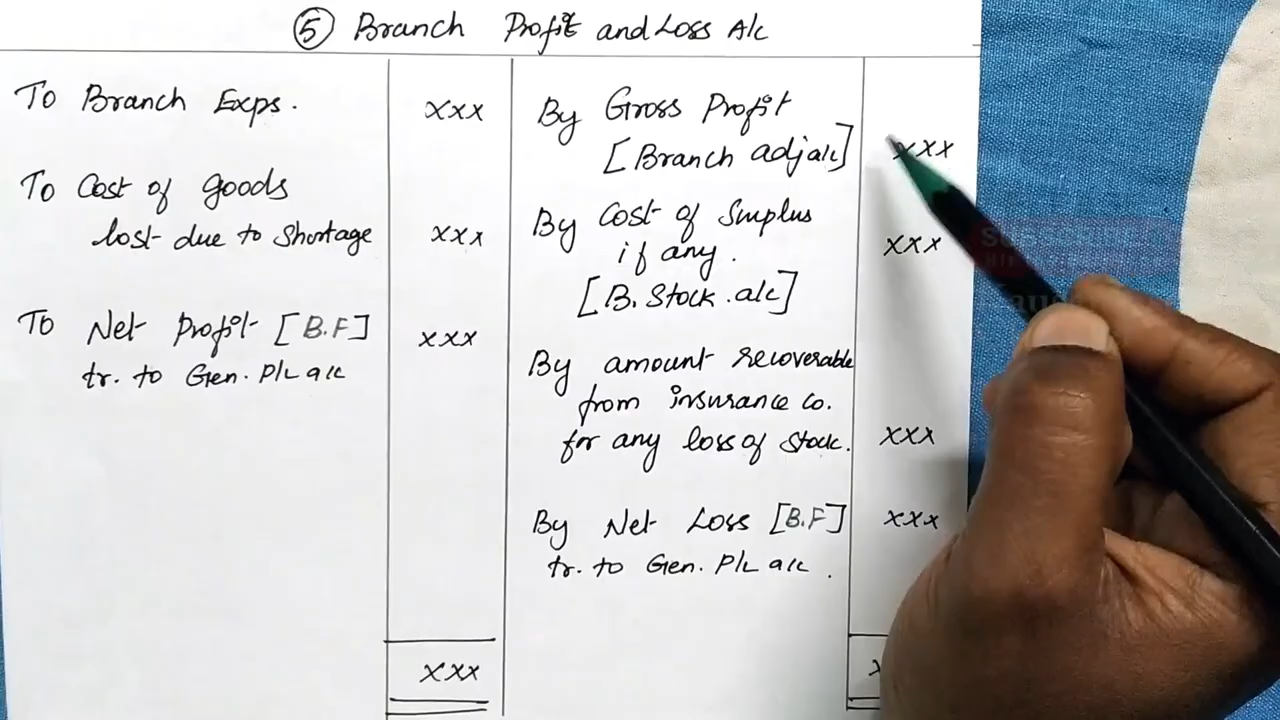 5 Branch Profit and Loss A/c
To Branch Exps. xxx
To Cost of goods
lost due to Shortage xxx
To Net Profit [B.F] xxx
tr. to Gen. P/L a/c
xxx
By Gross Profit
[Branch adj a/c] xxx
By Cost of Surplus
if any. xxx
[B. Stock. a/c]
By amount recoverable
from insurance co.
for any loss of stock. xxx
By Net Loss [B.F] xxx
tr. to Gen. P/L a/c.